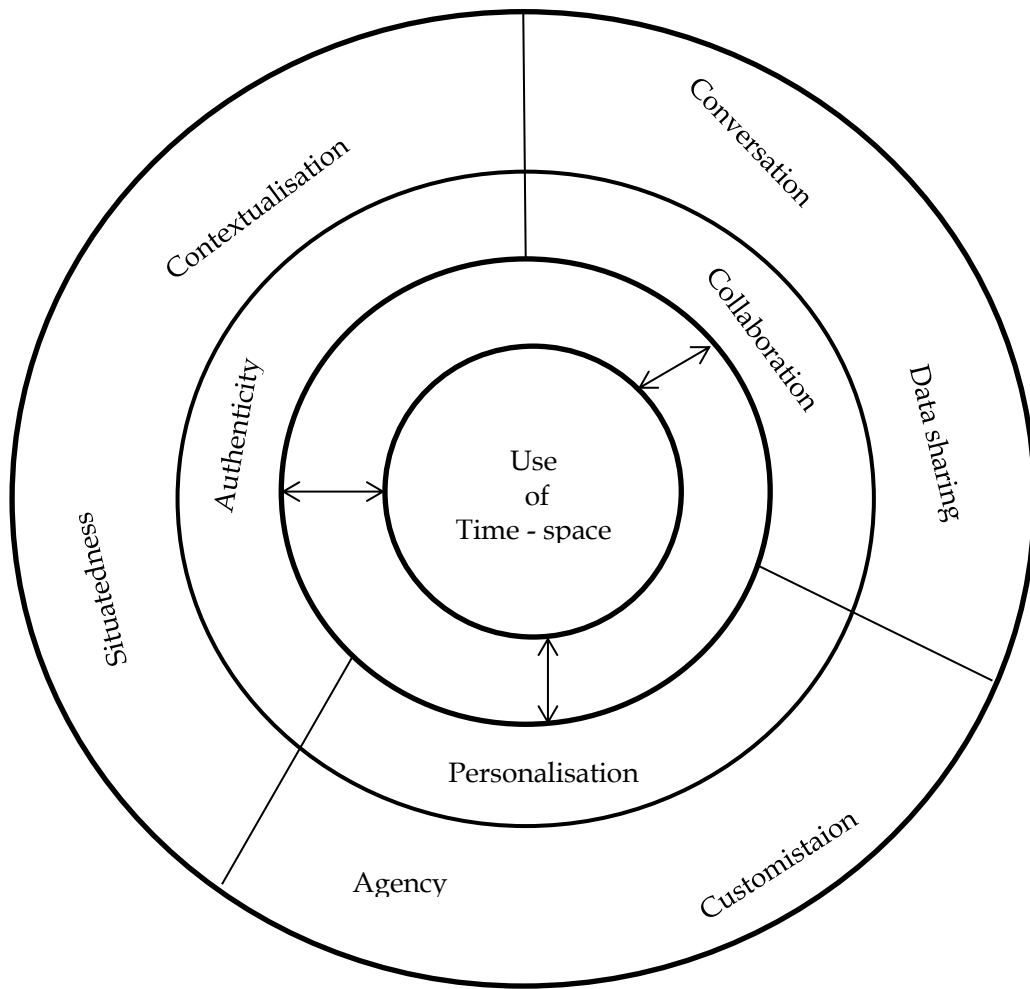 Conversation
Contextualisation
Collaboration
Authenticity
Data sharing
Use
of
Time - space
Situatedness
Personalisation
Agency
Customistaion